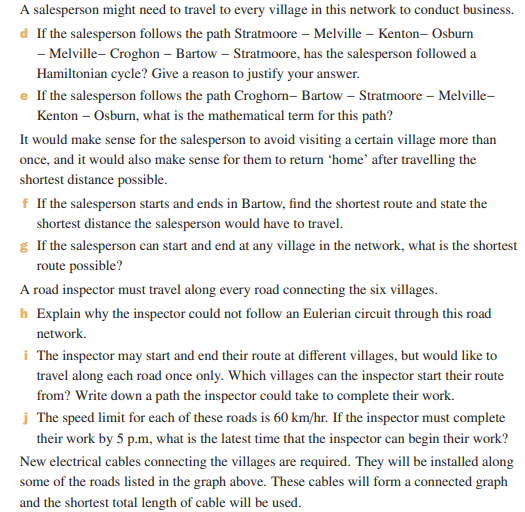 A salesperson might need to travel to every village in this network to conduct business.
d If the salesperson follows the path Stratmoore – Melville – Kenton– Osburn
– Melville– Croghon – Bartow – Stratmoore, has the salesperson followed a
Hamiltonian cycle? Give a reason to justify your answer.
e If the salesperson follows the path Croghorn– Bartow – Stratmoore – Melville–
Kenton – Osburn, what is the mathematical term for this path?
It would make sense for the salesperson to avoid visiting a certain village more than
once, and it would also make sense for them to return ‘home’ after travelling the
shortest distance possible.
f If the salesperson starts and ends in Bartow, find the shortest route and state the
shortest distance the salesperson would have to travel.
g If the salesperson can start and end at any village in the network, what is the shortest
route possible?
A road inspector must travel along every road connecting the six villages.
h Explain why the inspector could not follow an Eulerian circuit through this road
network.
i The inspector may start and end their route at different villages, but would like to
travel along each road once only. Which villages can the inspector start their route
from? Write down a path the inspector could take to complete their work.
j The speed limit for each of these roads is 60 km/hr. If the inspector must complete
their work by 5 p.m, what is the latest time that the inspector can begin their work?
New electrical cables connecting the villages are required. They will be installed along
some of the roads listed in the graph above. These cables will form a connected graph
and the shortest total length of cable will be used.